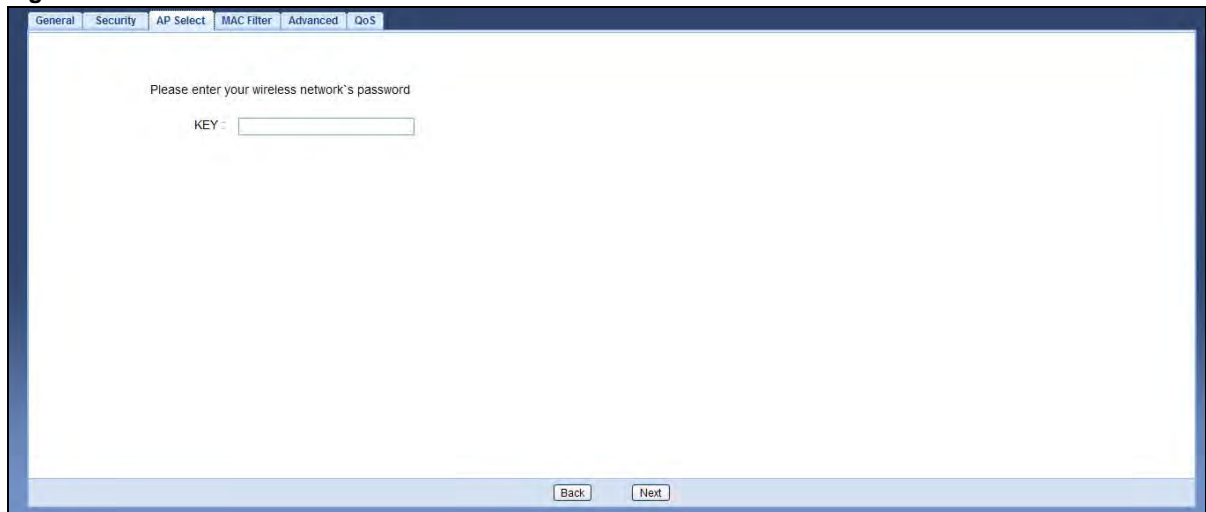 General Security AP Select MAC Filter Advanced QoS
Please enter your wireless network`s password
KEY :
Back Next